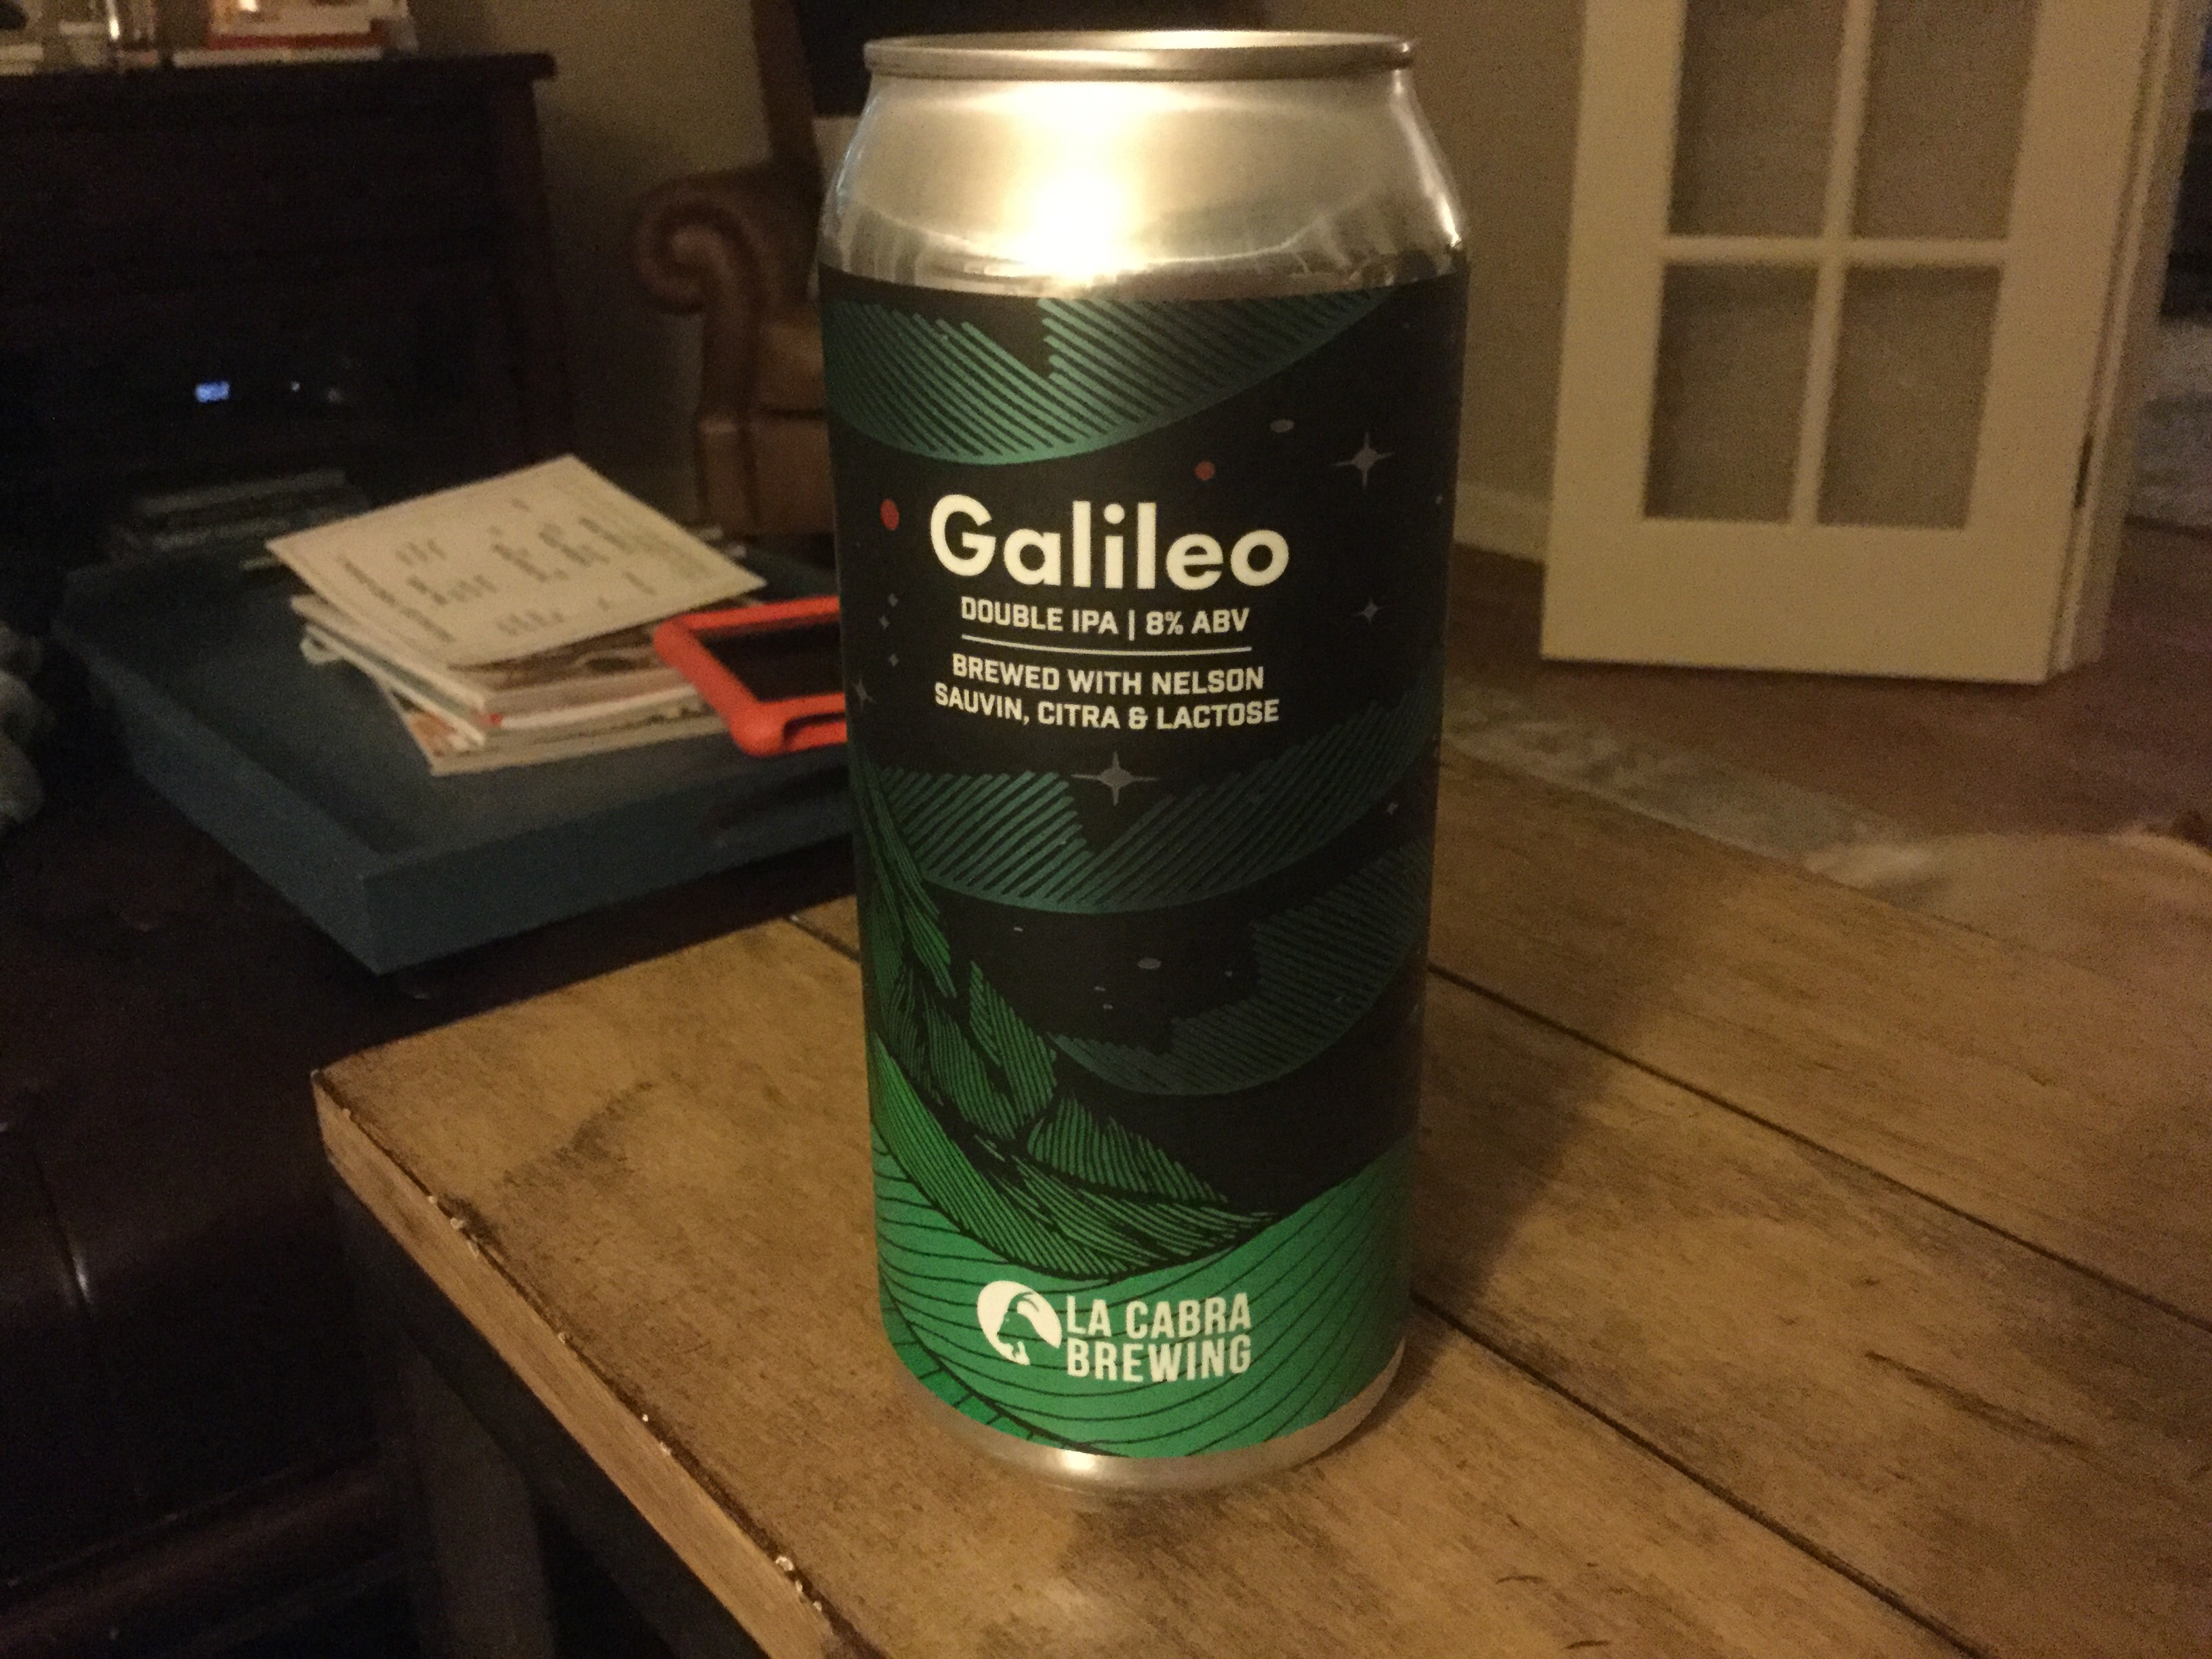 Galileo
DOUBLE IPA | 8% ABV
BREWED WITH NELSON
SAUVIN, CITRA & LACTOSE
LA CABRA
BREWING